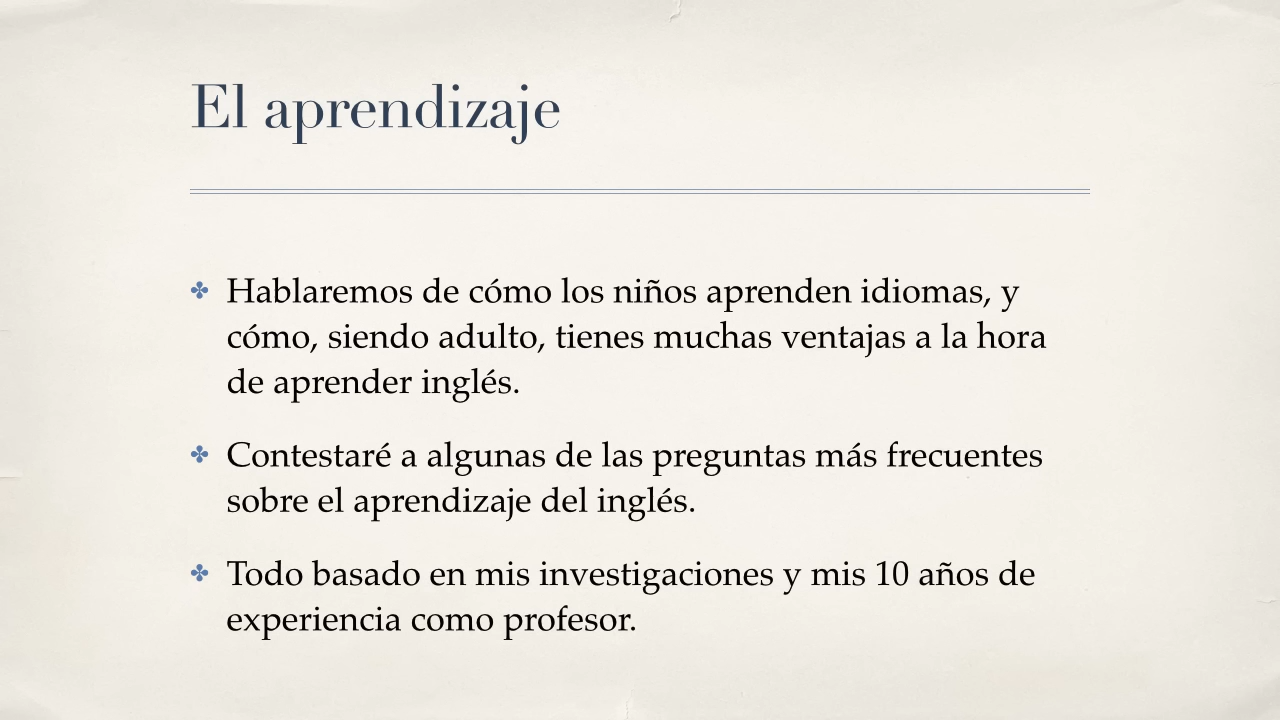 El aprendizaje
Hablaremos de cómo los niños aprenden idiomas, y
cómo, siendo adulto, tienes muchas ventajas a la hora
de aprender inglés.
Contestaré a algunas de las preguntas más frecuentes
sobre el aprendizaje del inglés.
Todo basado en mis investigaciones y mis 10 años de
experiencia como profesor.